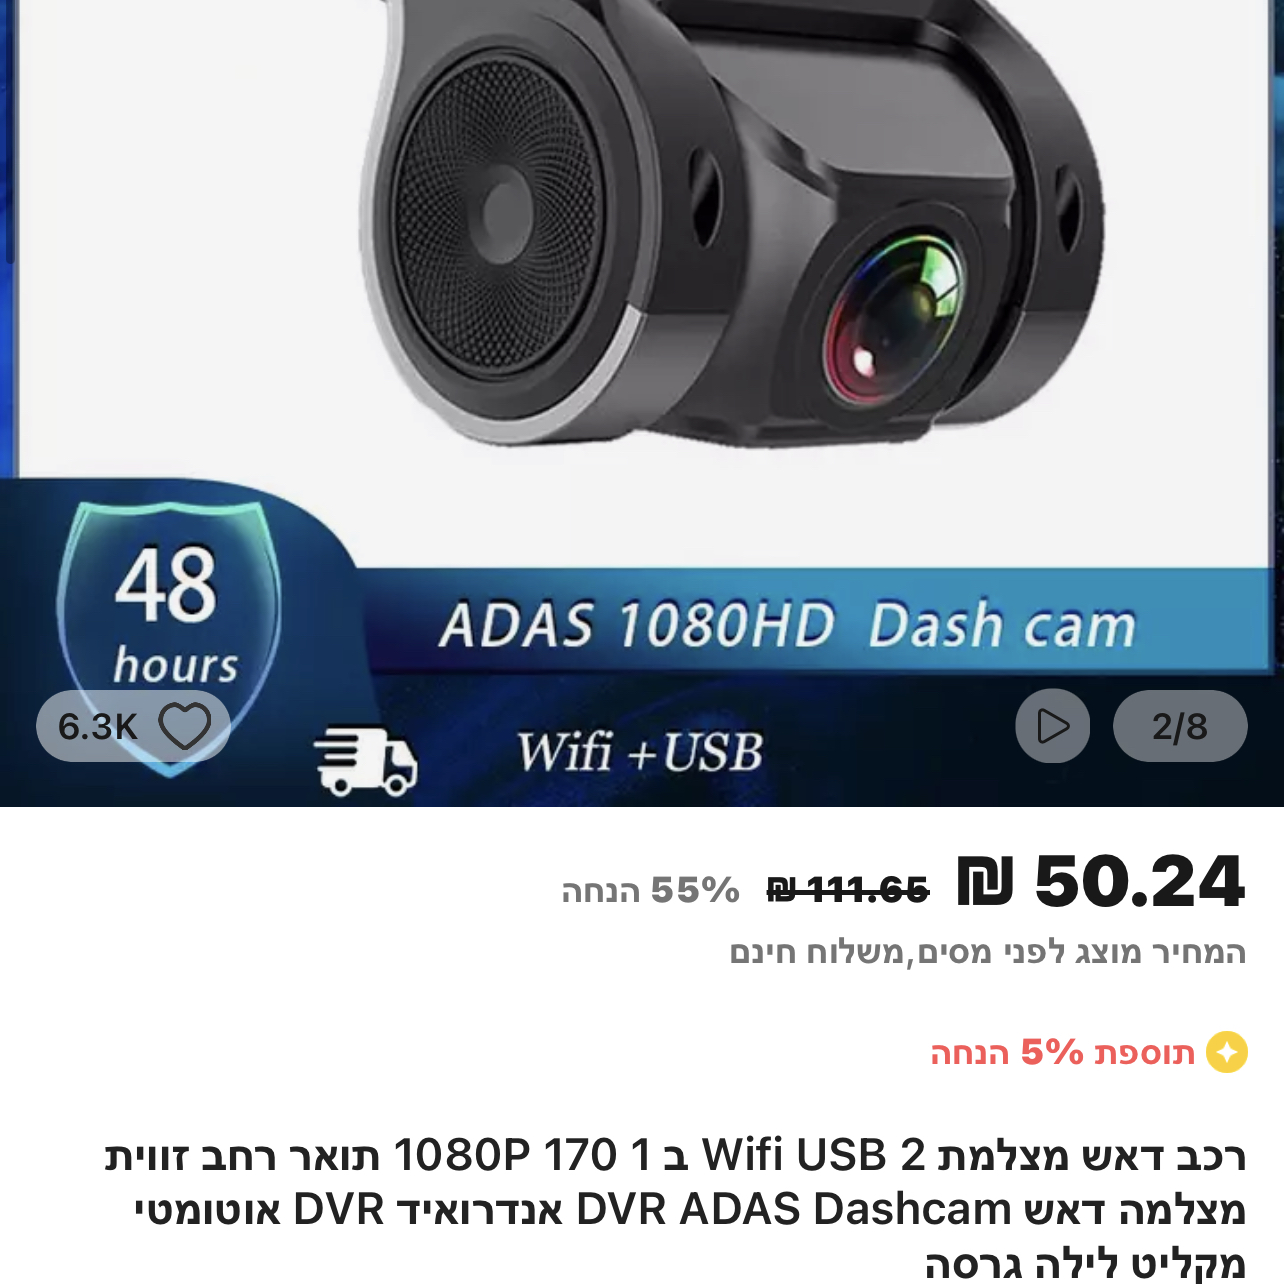 48
hours
ADAS 1080HD Dash cam
6.3K
Wifi +USB
2/8
₪ 50.24 ₪ 111.65 55% הנחה
המחיר מוצג לפני מסים,משלוח חינם
תוספת 5% הנחה
רכב דאש מצלמת 2 Wifi USB ב 1 1080P 170 תואר רחב זווית
מצלמה דאש DVR ADAS Dashcam אנדרואיד DVR אוטומטי
מקליט לילה גרסה